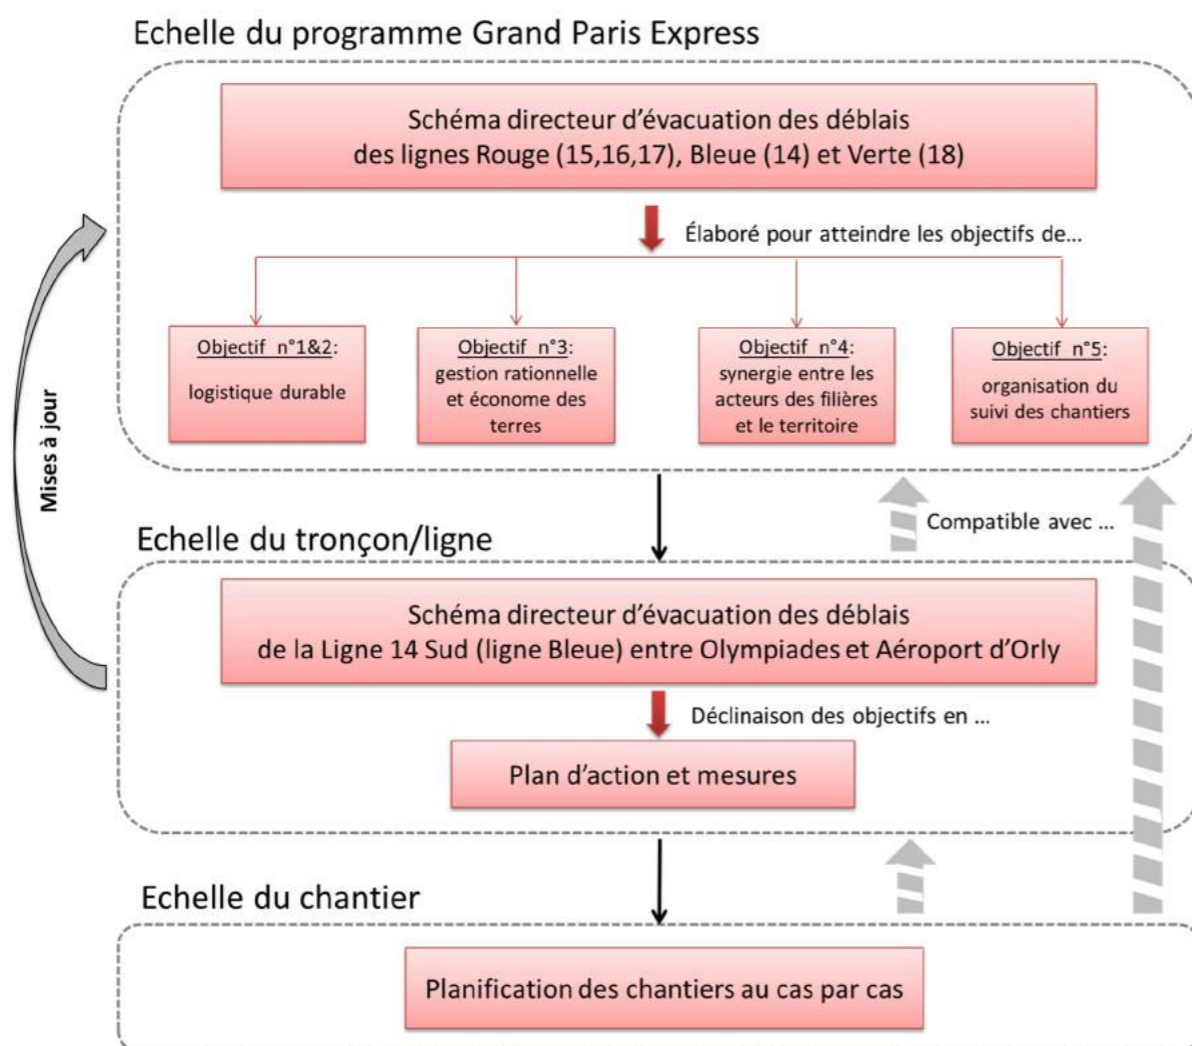 Echelle du programme Grand Paris Express
Schéma directeur d’évacuation des déblais
des lignes Rouge (15,16,17), Bleue (14) et Verte (18)
Élaboré pour atteindre les objectifs de...
Objectif n°1&2:
logistique durable
Objectif n°3:
gestion rationnelle
et économe des
terres
Objectif n°4:
synergie entre les
acteurs des filières
et le territoire
Objectif n°5:
organisation du
suivi des chantiers
Mises à jour
Compatible avec ...
Echelle du tronçon/ligne
Schéma directeur d’évacuation des déblais
de la Ligne 14 Sud (ligne Bleue) entre Olympiades et Aéroport d’Orly
Déclinaison des objectifs en ...
Plan d’action et mesures
Echelle du chantier
Planification des chantiers au cas par cas